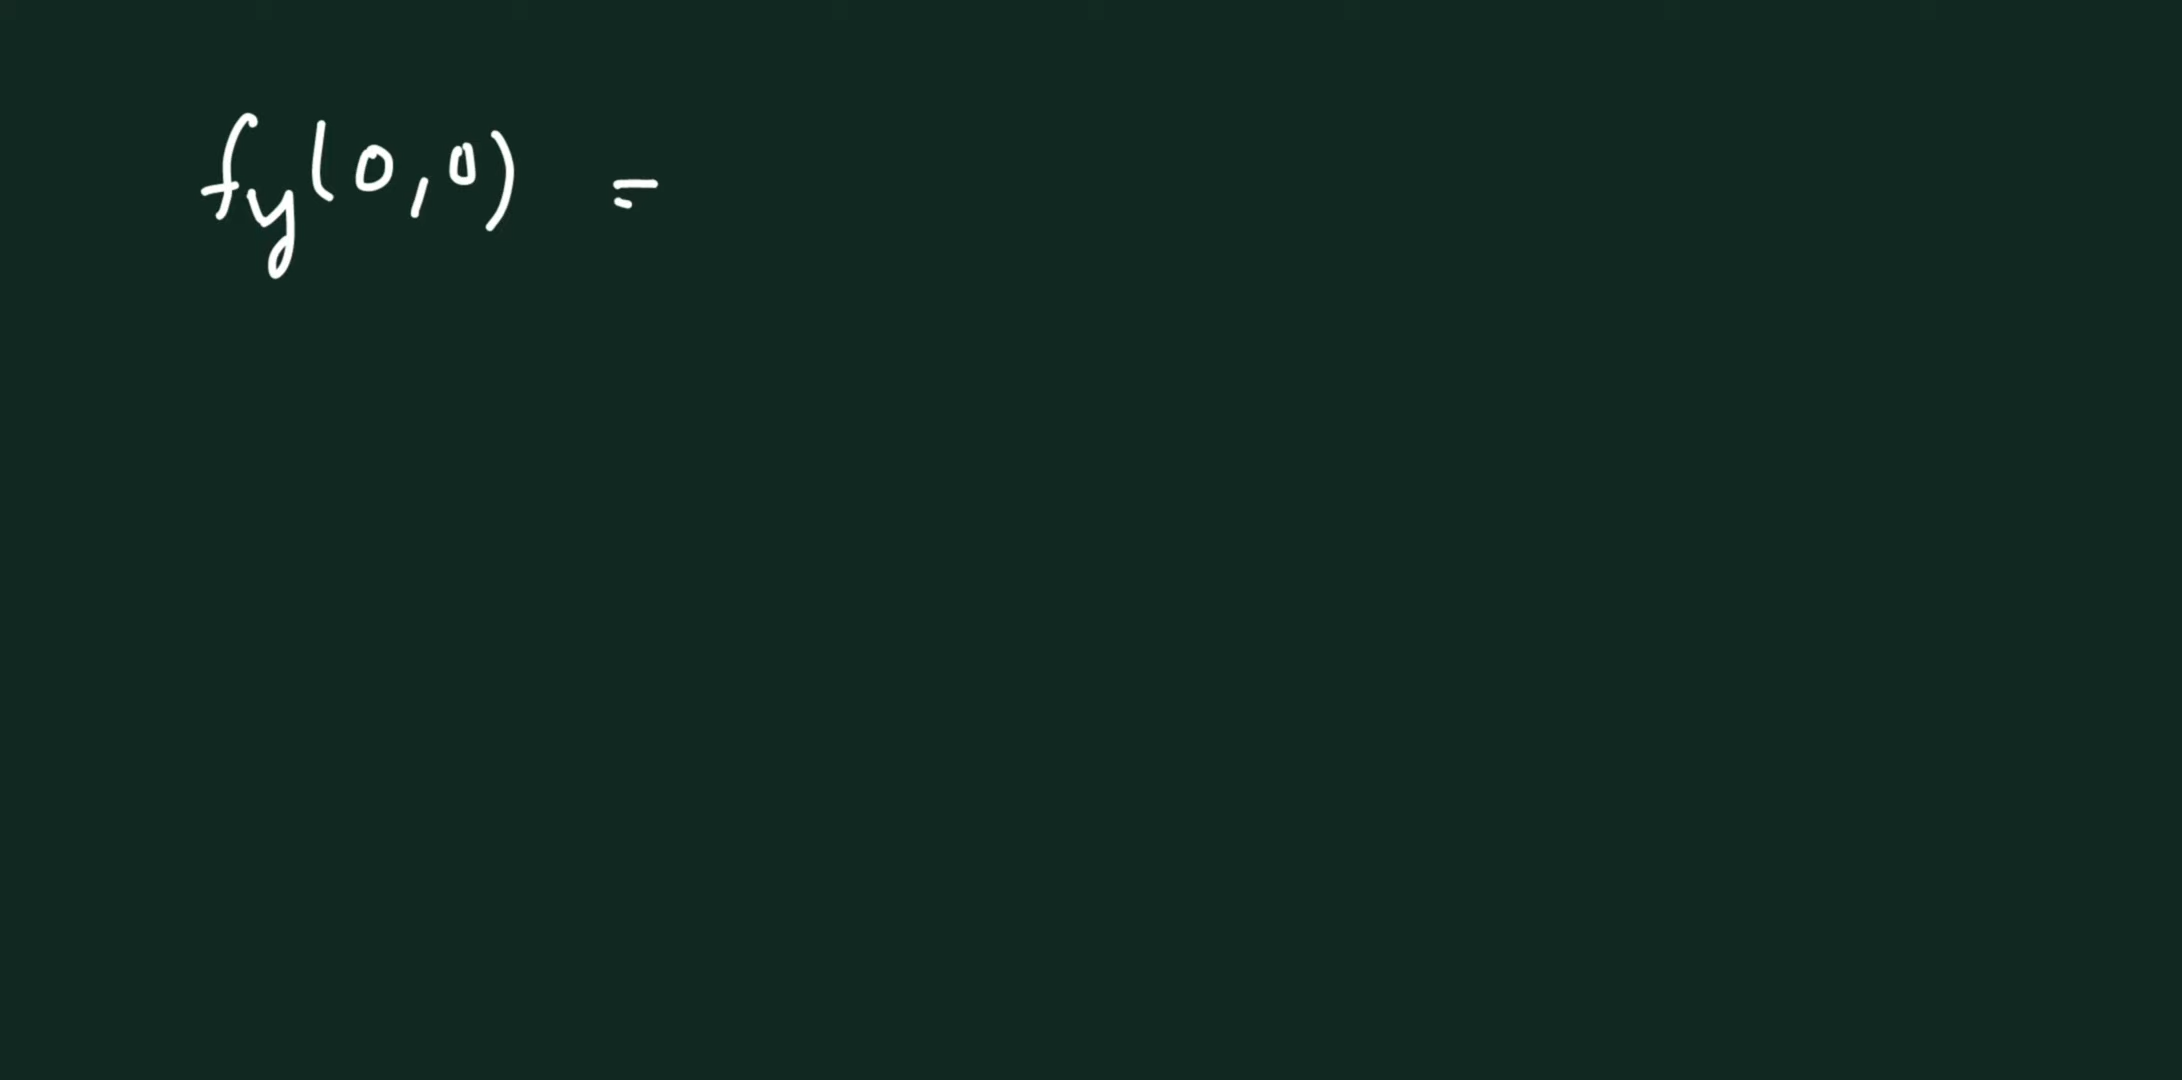 fy(0,0) =